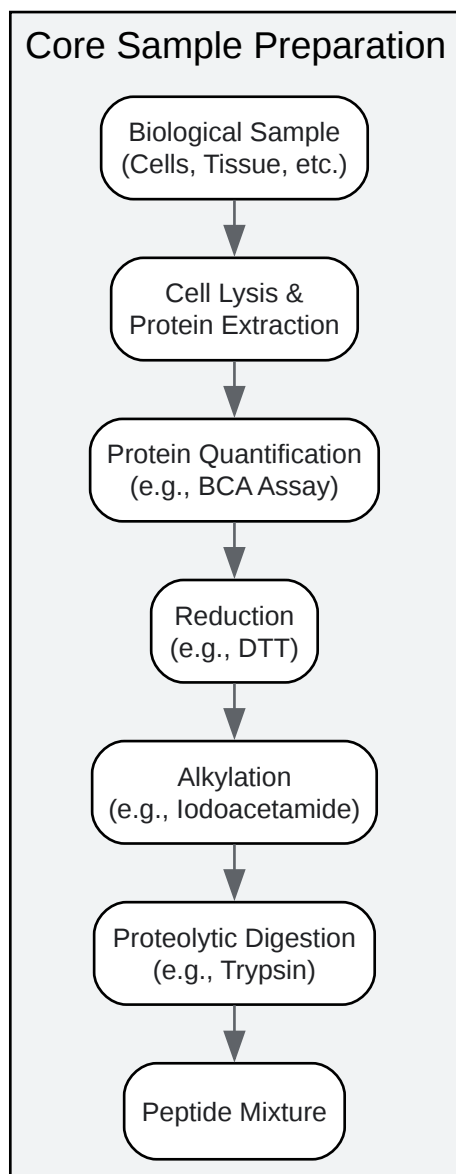 Core Sample Preparation
Biological Sample
(Cells, Tissue, etc.)
Cell Lysis &
Protein Extraction
Protein Quantification
(e.g., BCA Assay)
Reduction
(e.g., DTT)
Alkylation
(e.g., Iodoacetamide)
Proteolytic Digestion
(e.g., Trypsin)
Peptide Mixture